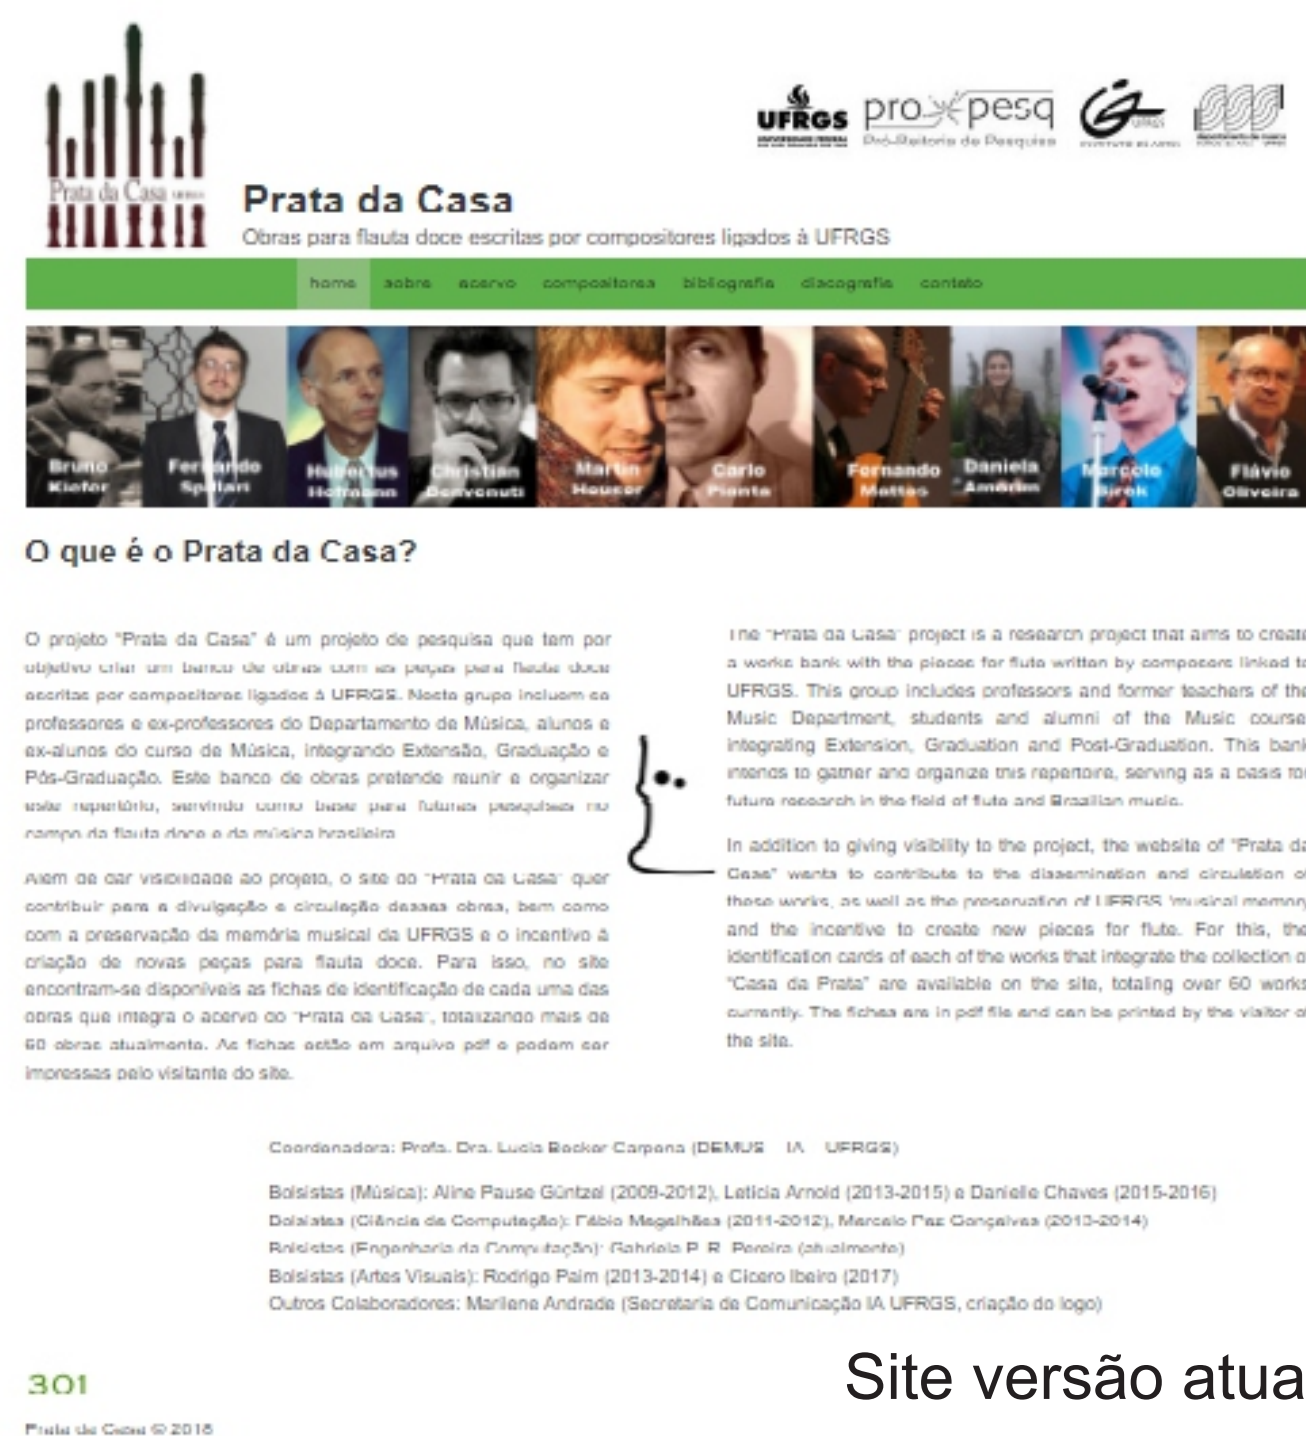 UFRGS
pro pesq
Pró-Reitoria de Pesquisa
UFRGS
Prata da Casa
Prata da Casa
Obras para flauta doce escritas por compositores ligados à UFRGS
home sobre acervo compositores bibliografia discografia contato
Bruno Kiefer
Fernando Spillari
Hubertus Hofmann
Christian Benvenuti
Martin Heuser
Carlo Pianta
Fernando Mattos
Daniela Amorim
Marcelo Birck
Flávio Oliveira
O que é o Prata da Casa?
O projeto "Prata da Casa" é um projeto de pesquisa que tem por
objetivo criar um banco de obras com as peças para flauta doce
escritas por compositores ligados à UFRGS. Neste grupo incluem-se
professores e ex-professores do Departamento de Música, alunos e
ex-alunos do curso de Música, integrando Extensão, Graduação e
Pós-Graduação. Este banco de obras pretende reunir e organizar
este repertório, servindo como base para futuras pesquisas no
campo da flauta doce e da música brasileira.
Além de dar visibilidade ao projeto, o site do "Prata da Casa" quer
contribuir para a divulgação e circulação dessas obras, bem como
com a preservação da memória musical da UFRGS e o incentivo à
criação de novas peças para flauta doce. Para isso, no site
encontram-se disponíveis as fichas de identificação de cada uma das
obras que integra o acervo do "Prata da Casa", totalizando mais de
60 obras atualmente. As fichas estão em arquivo pdf e podem ser
impressas pelo visitante do site.
The "Prata da Casa" project is a research project that aims to create
a works bank with the pieces for flute written by composers linked to
UFRGS. This group includes professors and former teachers of the
Music Department, students and alumni of the Music course,
integrating Extension, Graduation and Post-Graduation. This bank
intends to gather and organize this repertoire, serving as a basis for
future research in the field of flute and Brazilian music.
In addition to giving visibility to the project, the website of "Prata da
Casa" wants to contribute to the dissemination and circulation of
these works, as well as the preservation of UFRGS 'musical memory
and the incentive to create new pieces for flute. For this, the
identification cards of each of the works that integrate the collection of
"Casa da Prata" are available on the site, totaling over 60 works
currently. The fichea are in pdf file and can be printed by the visitor of
the site.
Coordenadora: Profa. Dra. Lucia Becker Carpena (DEMUS IA UFRGS)
Bolsistas (Música): Aline Pause Güntzel (2009-2012), Leticia Arnold (2013-2015) e Danielle Chaves (2015-2016)
Bolsistas (Ciência da Computação): Fábio Magalhães (2011-2012), Marcelo Paz Gonçalves (2013-2014)
Bolsistas (Engenharia da Computação): Gabriela P. R. Pereira (atualmente)
Bolsistas (Artes Visuais): Rodrigo Paim (2013-2014) e Cicero Ibeiro (2017)
Outros Colaboradores: Marilene Andrade (Secretaria de Comunicação IA UFRGS, criação do logo)
301
Site versão atua
Prata da Casa © 2018